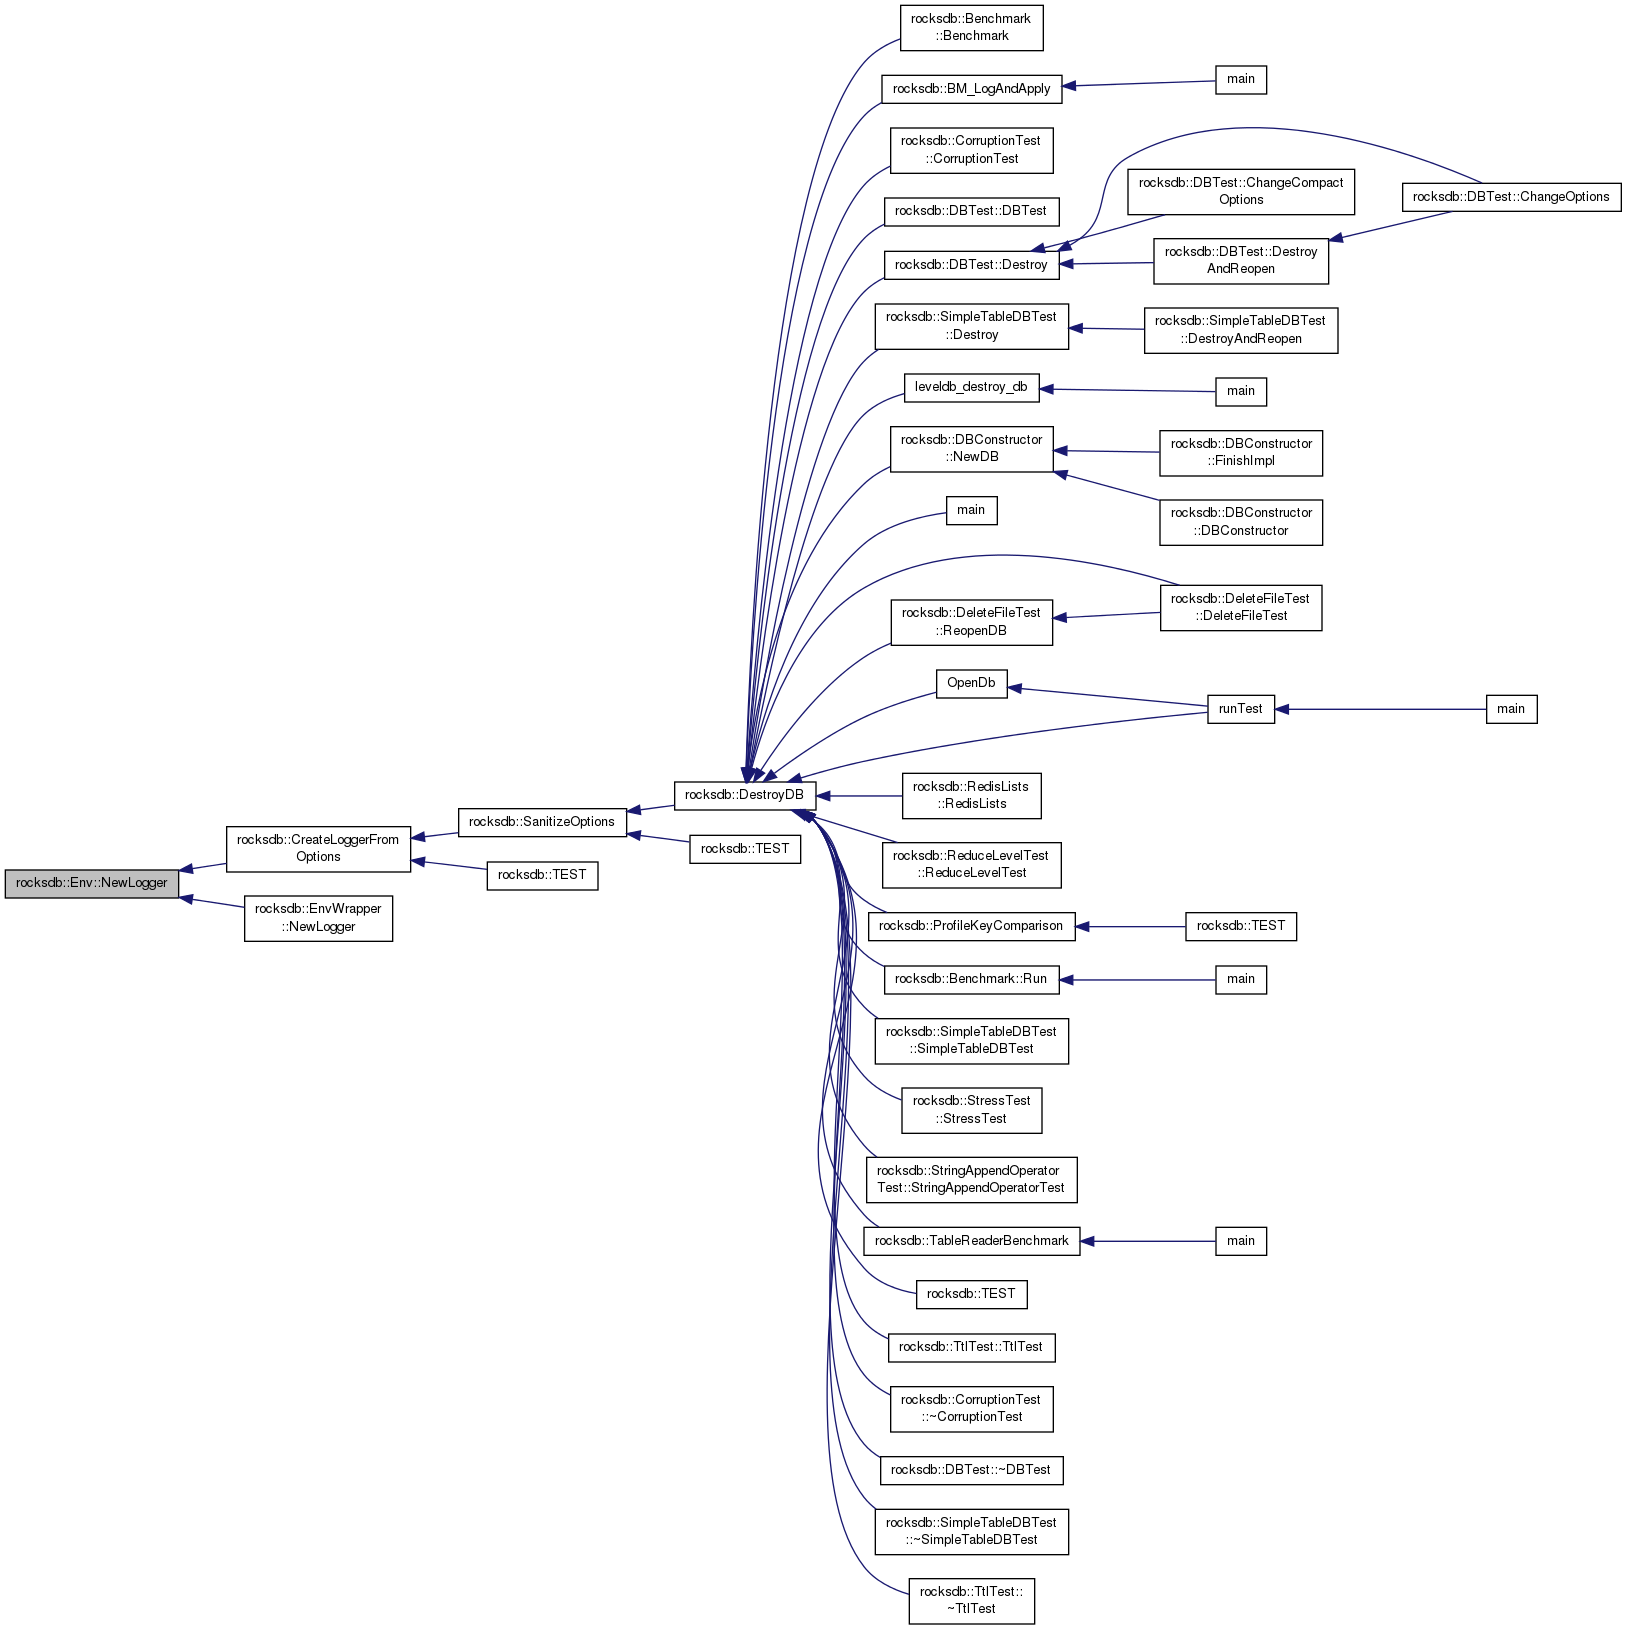 rocksdb::Benchmark
::Benchmark
rocksdb::BM_LogAndApply
main
rocksdb::CorruptionTest
::CorruptionTest
rocksdb::DBTest::ChangeCompact
Options
rocksdb::DBTest::ChangeOptions
rocksdb::DBTest::DBTest
rocksdb::DBTest::Destroy
rocksdb::DBTest::Destroy
AndReopen
rocksdb::SimpleTableDBTest
::Destroy
rocksdb::SimpleTableDBTest
::DestroyAndReopen
leveldb_destroy_db
main
rocksdb::DBConstructor
::NewDB
rocksdb::DBConstructor
::FinishImpl
main
rocksdb::DBConstructor
::DBConstructor
rocksdb::DeleteFileTest
::ReopenDB
rocksdb::DeleteFileTest
::DeleteFileTest
OpenDb
runTest
main
rocksdb::DestroyDB
rocksdb::RedisLists
::RedisLists
rocksdb::SanitizeOptions
rocksdb::TEST
rocksdb::CreateLoggerFrom
Options
rocksdb::TEST
rocksdb::Env::NewLogger
rocksdb::EnvWrapper
::NewLogger
rocksdb::ReduceLevelTest
::ReduceLevelTest
rocksdb::ProfileKeyComparison
rocksdb::TEST
rocksdb::Benchmark::Run
main
rocksdb::SimpleTableDBTest
::SimpleTableDBTest
rocksdb::StressTest
::StressTest
rocksdb::StringAppendOperator
Test::StringAppendOperatorTest
rocksdb::TableReaderBenchmark
main
rocksdb::TEST
rocksdb::TtlTest::TtlTest
rocksdb::CorruptionTest
::~CorruptionTest
rocksdb::DBTest::~DBTest
rocksdb::SimpleTableDBTest
::~SimpleTableDBTest
rocksdb::TtlTest::
~TtlTest